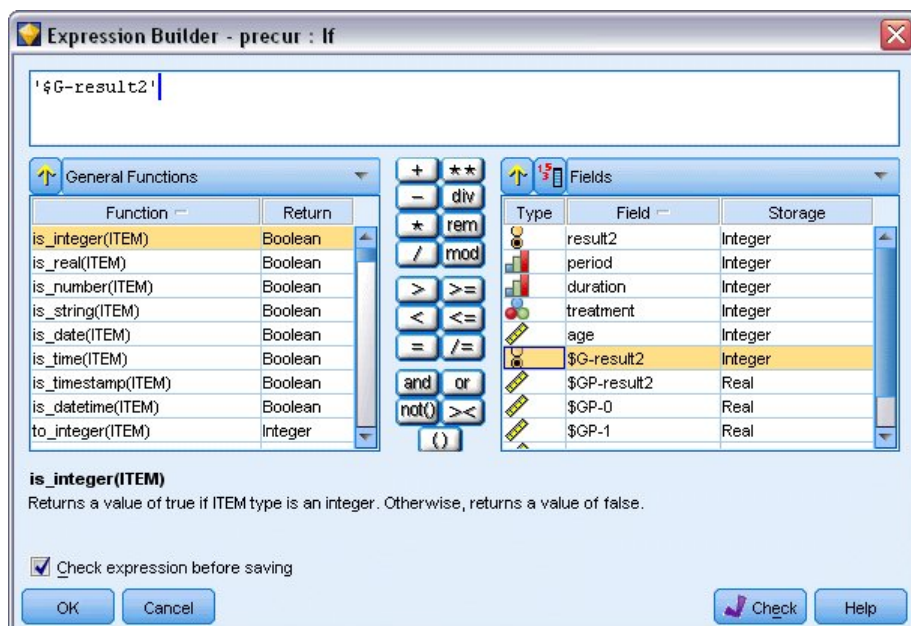 Expression Builder - precur : If
'$G-result2'
General Functions
Function Return
is_integer(ITEM) Boolean
is_real(ITEM) Boolean
is_number(ITEM) Boolean
is_string(ITEM) Boolean
is_date(ITEM) Boolean
is_time(ITEM) Boolean
is_timestamp(ITEM) Boolean
is_datetime(ITEM) Boolean
to_integer(ITEM) Integer
+ **
- div
* rem
/ mod
> >=
< <=
= /=
and or
not() ><
()
Fields
Type Field Storage
result2 Integer
period Integer
duration Integer
treatment Integer
age Integer
$G-result2 Integer
$GP-result2 Real
$GP-0 Real
$GP-1 Real
is_integer(ITEM)
Returns a value of true if ITEM type is an integer. Otherwise, returns a value of false.
Check expression before saving
OK Cancel Check Help